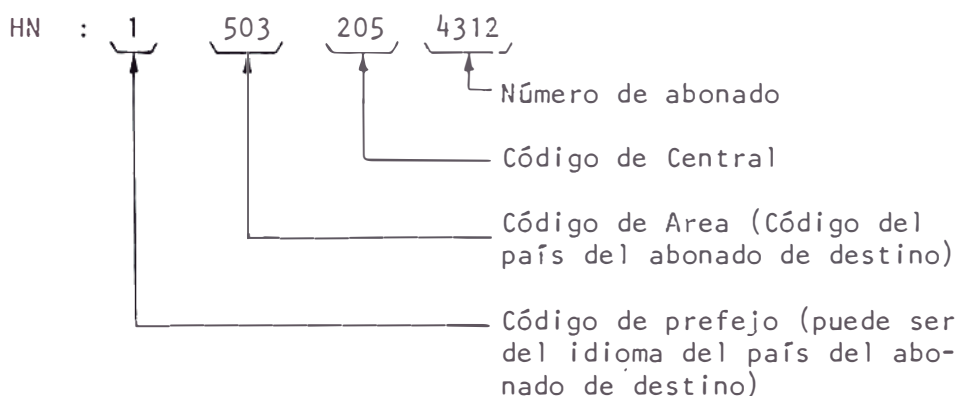 HN : 1 503 205 4312
Número de abonado
Código de Central
Código de Area (Código del
país del abonado de destino)
Código de prefejo (puede ser
del idioma del país del abo-
nado de destino)